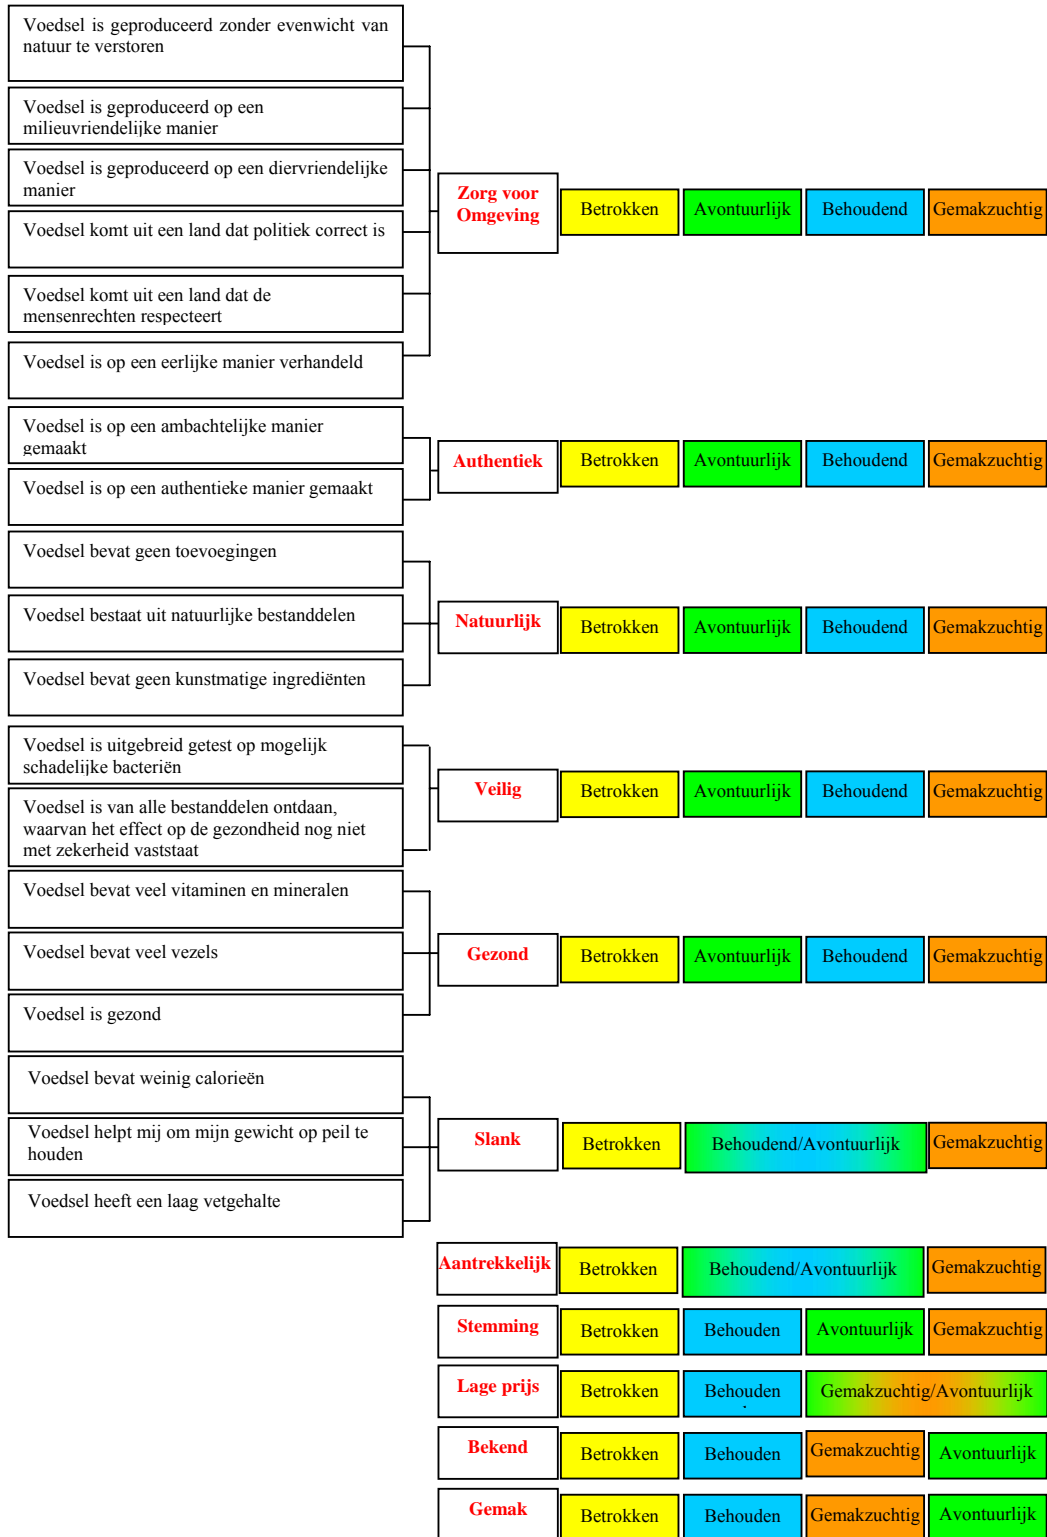 Voedsel is geproduceerd zonder evenwicht van
natuur te verstoren
Voedsel is geproduceerd op een
milieuvriendelijke manier
Voedsel is geproduceerd op een diervriendelijke
manier
Voedsel komt uit een land dat politiek correct is
Voedsel komt uit een land dat de
mensenrechten respecteert
Voedsel is op een eerlijke manier verhandeld
Zorg voor
Omgeving
Betrokken
Avontuurlijk
Behoudend
Gemakzuchtig
Voedsel is op een ambachtelijke manier
gemaakt
Voedsel is op een authentieke manier gemaakt
Authentiek
Betrokken
Avontuurlijk
Behoudend
Gemakzuchtig
Voedsel bevat geen toevoegingen
Voedsel bestaat uit natuurlijke bestanddelen
Voedsel bevat geen kunstmatige ingrediënten
Natuurlijk
Betrokken
Avontuurlijk
Behoudend
Gemakzuchtig
Voedsel is uitgebreid getest op mogelijk
schadelijke bacteriën
Voedsel is van alle bestanddelen ontdaan,
waarvan het effect op de gezondheid nog niet
met zekerheid vaststaat
Veilig
Betrokken
Avontuurlijk
Behoudend
Gemakzuchtig
Voedsel bevat veel vitaminen en mineralen
Voedsel bevat veel vezels
Voedsel is gezond
Gezond
Betrokken
Avontuurlijk
Behoudend
Gemakzuchtig
Voedsel bevat weinig calorieën
Voedsel helpt mij om mijn gewicht op peil te
houden
Voedsel heeft een laag vetgehalte
Slank
Betrokken
Behoudend/Avontuurlijk
Gemakzuchtig
Aantrekkelijk
Betrokken
Behoudend/Avontuurlijk
Gemakzuchtig
Stemming
Betrokken
Behouden
Avontuurlijk
Gemakzuchtig
Lage prijs
Betrokken
Behouden
Gemakzuchtig/Avontuurlijk
Bekend
Betrokken
Behouden
Gemakzuchtig
Avontuurlijk
Gemak
Betrokken
Behouden
Gemakzuchtig
Avontuurlijk